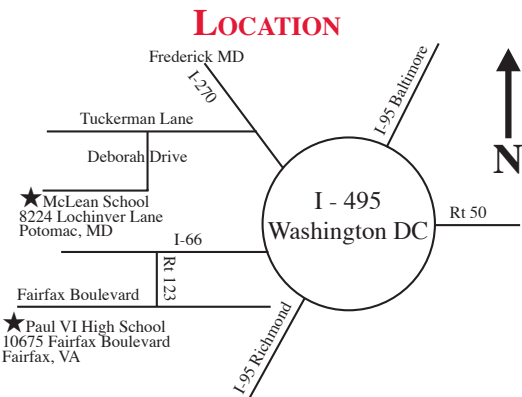 LOCATION
Frederick MD
I-270
I-95 Baltimore
Tuckerman Lane
Deborah Drive
N
McLean School
8224 Lochinver Lane
Potomac, MD
I - 495
Washington DC
Rt 50
I-66
Rt 123
Fairfax Boulevard
Paul VI High School
10675 Fairfax Boulevard
Fairfax, VA
I-95 Richmond